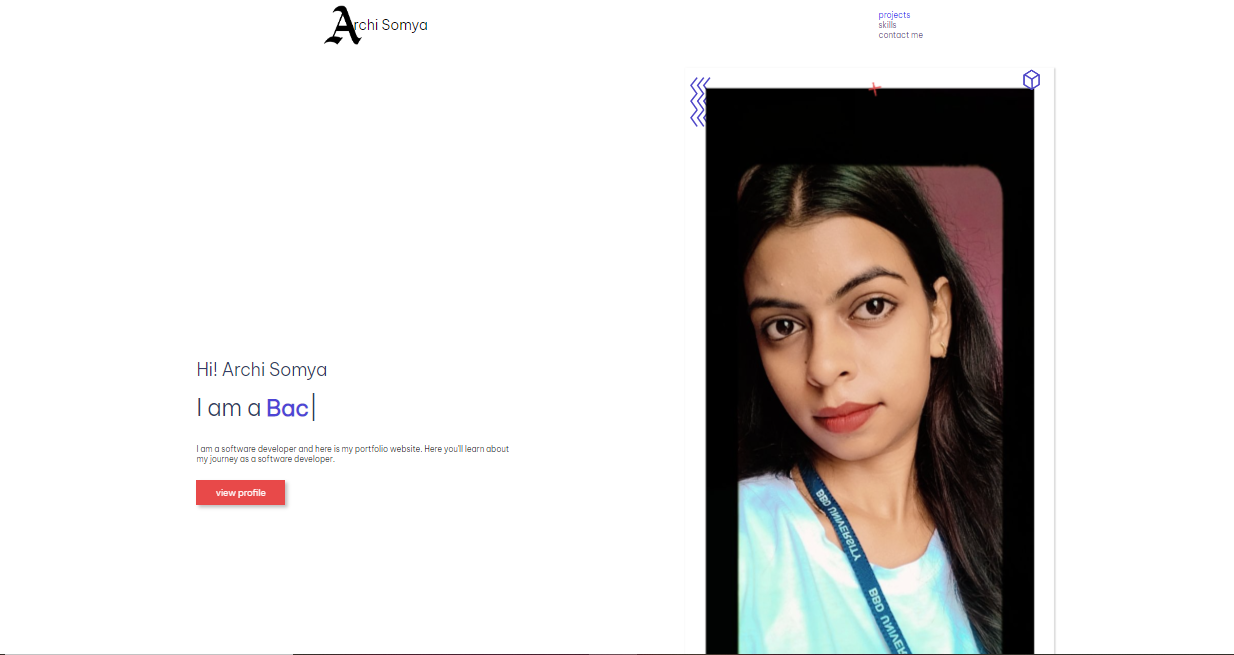 Archi Somya
projects
skills
contact me
Hi! Archi Somya
I am a Bac
I am a software developer and here is my portfolio website. Here you'll learn about
my journey as a software developer.
view profile
BBD UNIVERSITY
BBD UNIVER